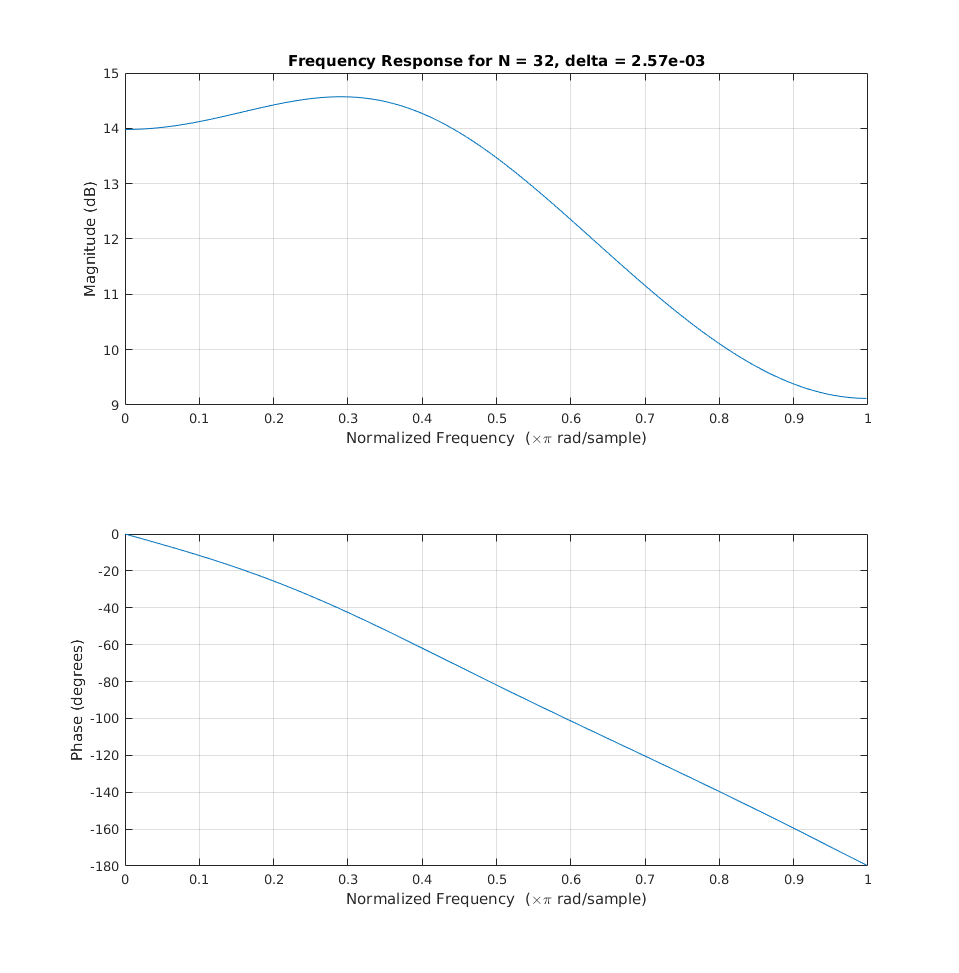 Frequency Response for N = 32, delta = 2.57e-03
15
14
13
12
11
10
9
Magnitude (dB)
0 0.1 0.2 0.3 0.4 0.5 0.6 0.7 0.8 0.9 1
Normalized Frequency (×π rad/sample)
0
-20
-40
-60
-80
-100
-120
-140
-160
-180
Phase (degrees)
0 0.1 0.2 0.3 0.4 0.5 0.6 0.7 0.8 0.9 1
Normalized Frequency (×π rad/sample)